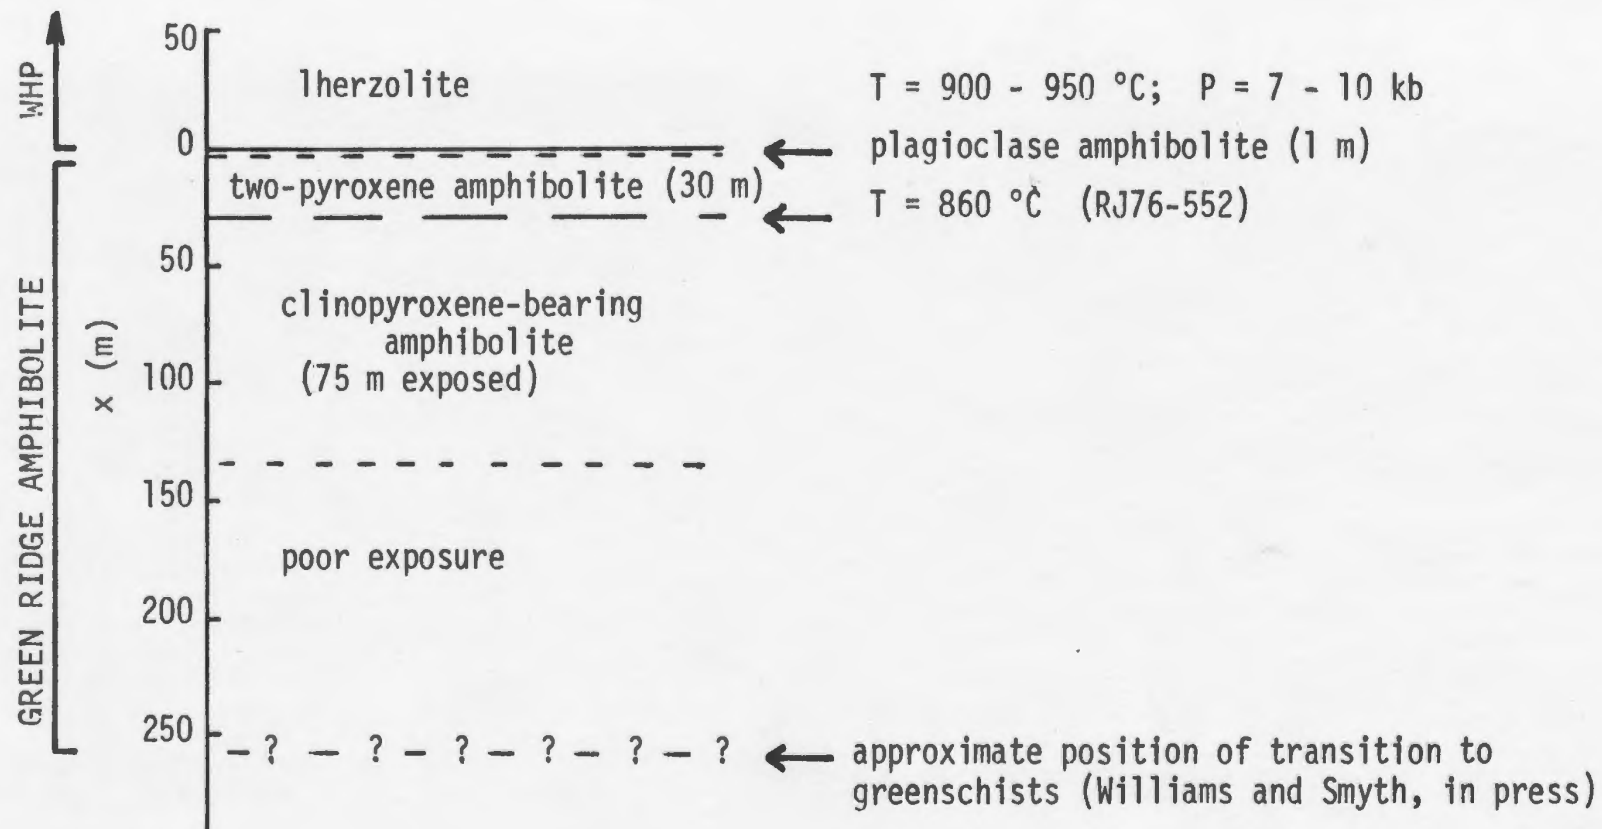 WHP
GREEN RIDGE AMPHIBOLITE
x (m)
50
0
50
100
150
200
250
lherzolite
T = 900 - 950 °C; P = 7 - 10 kb
plagioclase amphibolite (1 m)
two-pyroxene amphibolite (30 m)
T = 860 °C (RJ76-552)
clinopyroxene-bearing
amphibolite
(75 m exposed)
poor exposure
? ? ? ? ? ?
approximate position of transition to
greenschists (Williams and Smyth, in press)